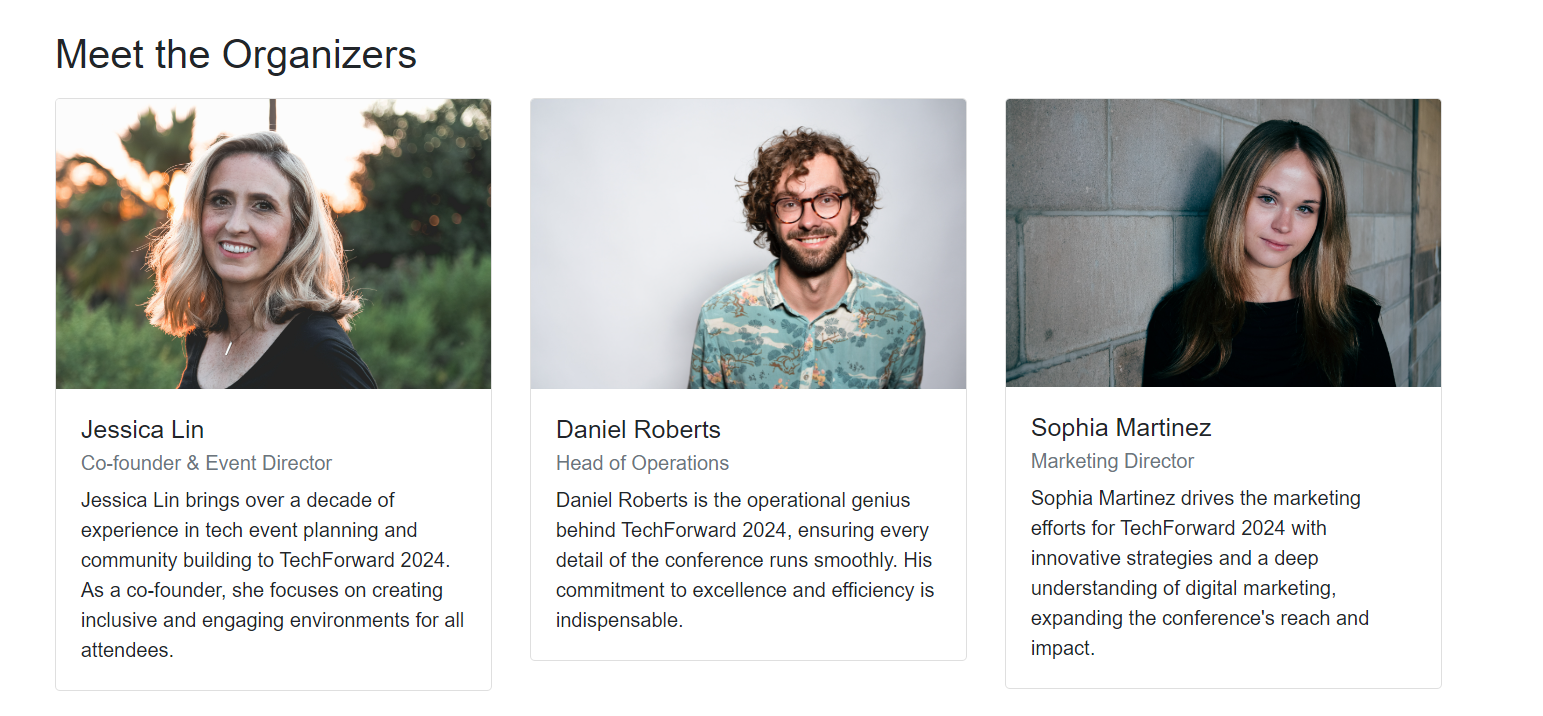 Meet the Organizers
Jessica Lin
Co-founder & Event Director
Jessica Lin brings over a decade of
experience in tech event planning and
community building to TechForward 2024.
As a co-founder, she focuses on creating
inclusive and engaging environments for all
attendees.
Daniel Roberts
Head of Operations
Daniel Roberts is the operational genius
behind TechForward 2024, ensuring every
detail of the conference runs smoothly. His
commitment to excellence and efficiency is
indispensable.
Sophia Martinez
Marketing Director
Sophia Martinez drives the marketing
efforts for TechForward 2024 with
innovative strategies and a deep
understanding of digital marketing,
expanding the conference's reach and
impact.